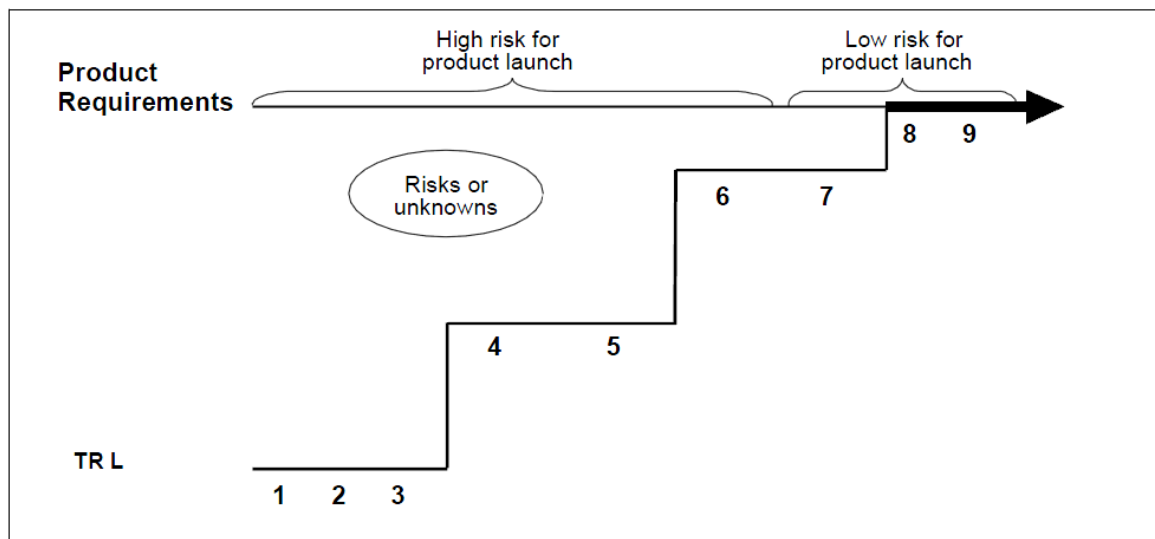 High risk for
product launch
Low risk for
product launch
Product
Requirements
8 9
Risks or
unknowns
6 7
4 5
TR L
1 2 3